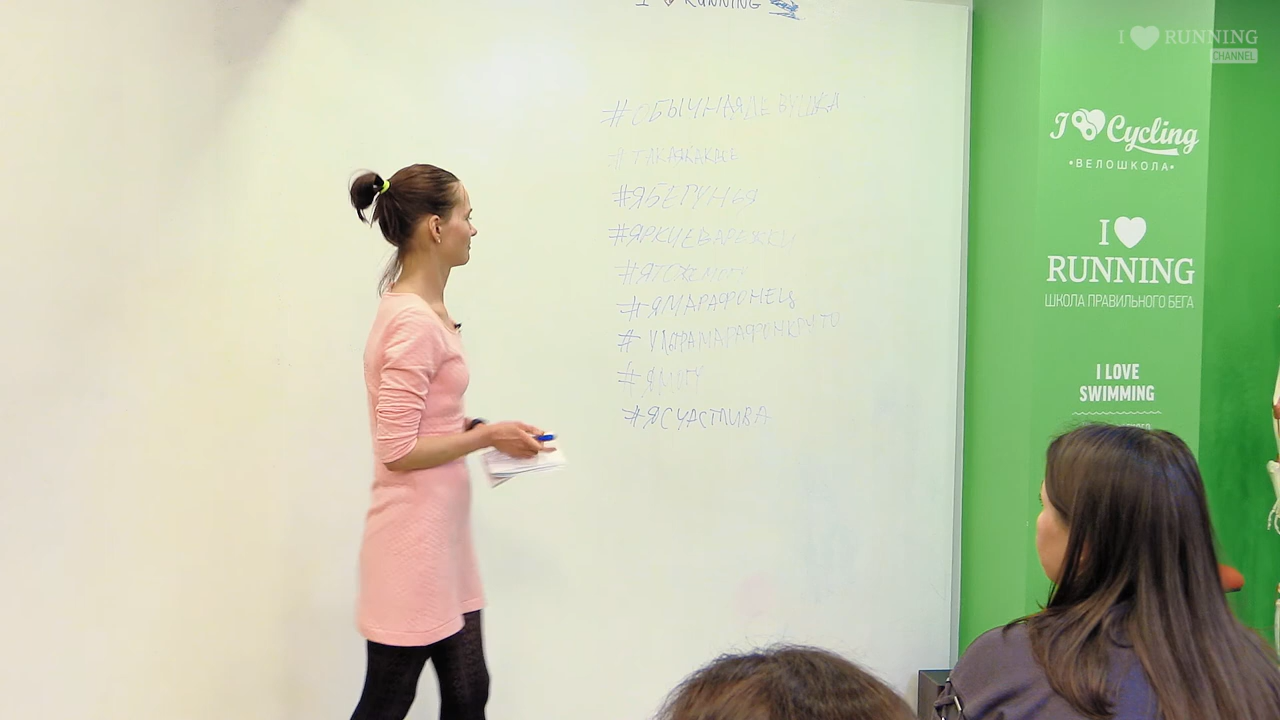 I ❤ RUNNING
I ❤ RUNNING
CHANNEL
#ОБЫЧНАЯДЕВУШКА
#ТАКАЯКАКВСЕ
#ЯБЕГУНЬЯ
#ЯРКИЕВАРЕЖКИ
#ЯТОЖЕМОГУ
#ЯМАРАФОНЕЦ
#УЛЬТРАМАРАФОНКРУТО
#ЯМОГУ
#ЯСЧАСТЛИВА
I ❤ Cycling
•ВЕЛОШКОЛА•
I ❤
RUNNING
ШКОЛА ПРАВИЛЬНОГО БЕГА
I LOVE
SWIMMING